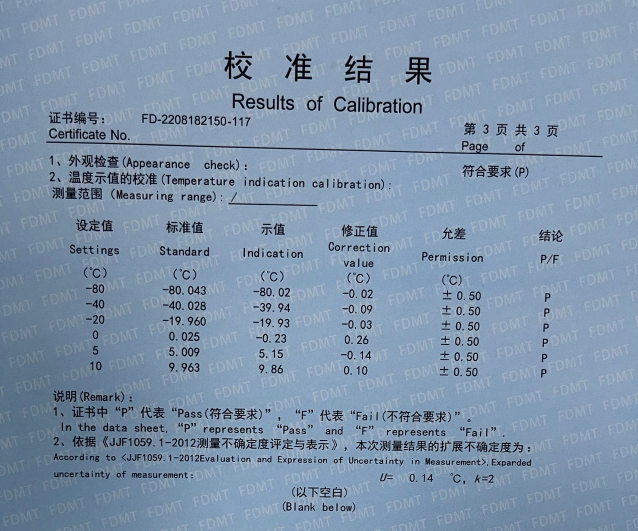 校 准 结 果
Results of Calibration
证书编号： FD-2208182150-117
Certificate No.
第 3 页 共 3 页
Page of
1、外观检查(Appearance check)：
符合要求(P)
2、温度示值的校准(Temperature indication calibration):
测量范围（Measuring range): /
设定值 标准值 示值 修正值 允差 结论
Settings Standard Indication Correction value Permission P/F
(℃) (℃) (℃) (℃) (℃)
-80 -80.043 -80.02 -0.02 ±0.50 P
-40 -40.028 -39.94 -0.09 ±0.50 P
-20 -19.960 -19.93 -0.03 ±0.50 P
0 0.025 -0.23 0.26 ±0.50 P
5 5.009 5.15 -0.14 ±0.50 P
10 9.963 9.86 0.10 ±0.50 P
说明(Remark)：
1、证书中“P”代表“Pass(符合要求)”，“F”代表“Fail(不符合要求)”。
In the data sheet, “P” represents “Pass” and “F” represents “Fail”.
2、依据《JJF1059.1-2012测量不确定度评定与表示》，本次测量结果的扩展不确定度为：
According to <JJF1059.1-2012Evaluation and Expression of Uncertainty in Measurement>,Expanded
uncertainty of measurement: U= 0.14 ℃, k=2
(以下空白)
(Blank below)